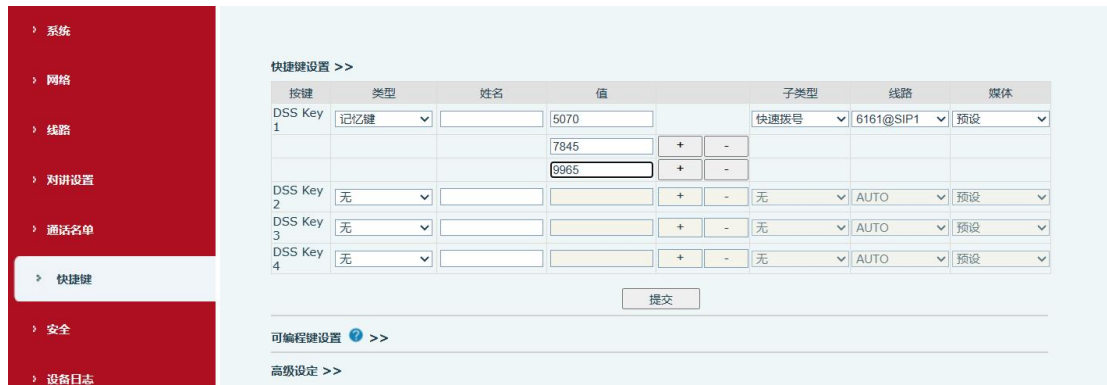 系统
网络
线路
对讲设置
通话名单
快捷键
安全
设备日志
快捷键设置 >>
按键 类型 姓名 值 子类型 线路 媒体
DSS Key 1 记忆键 5070 快速拨号 6161@SIP1 预设
7845 + -
9965 + -
DSS Key 2 无 + - 无 AUTO 预设
DSS Key 3 无 + - 无 AUTO 预设
DSS Key 4 无 + - 无 AUTO 预设
提交
可编程键设置 ? >>
高级设定 >>